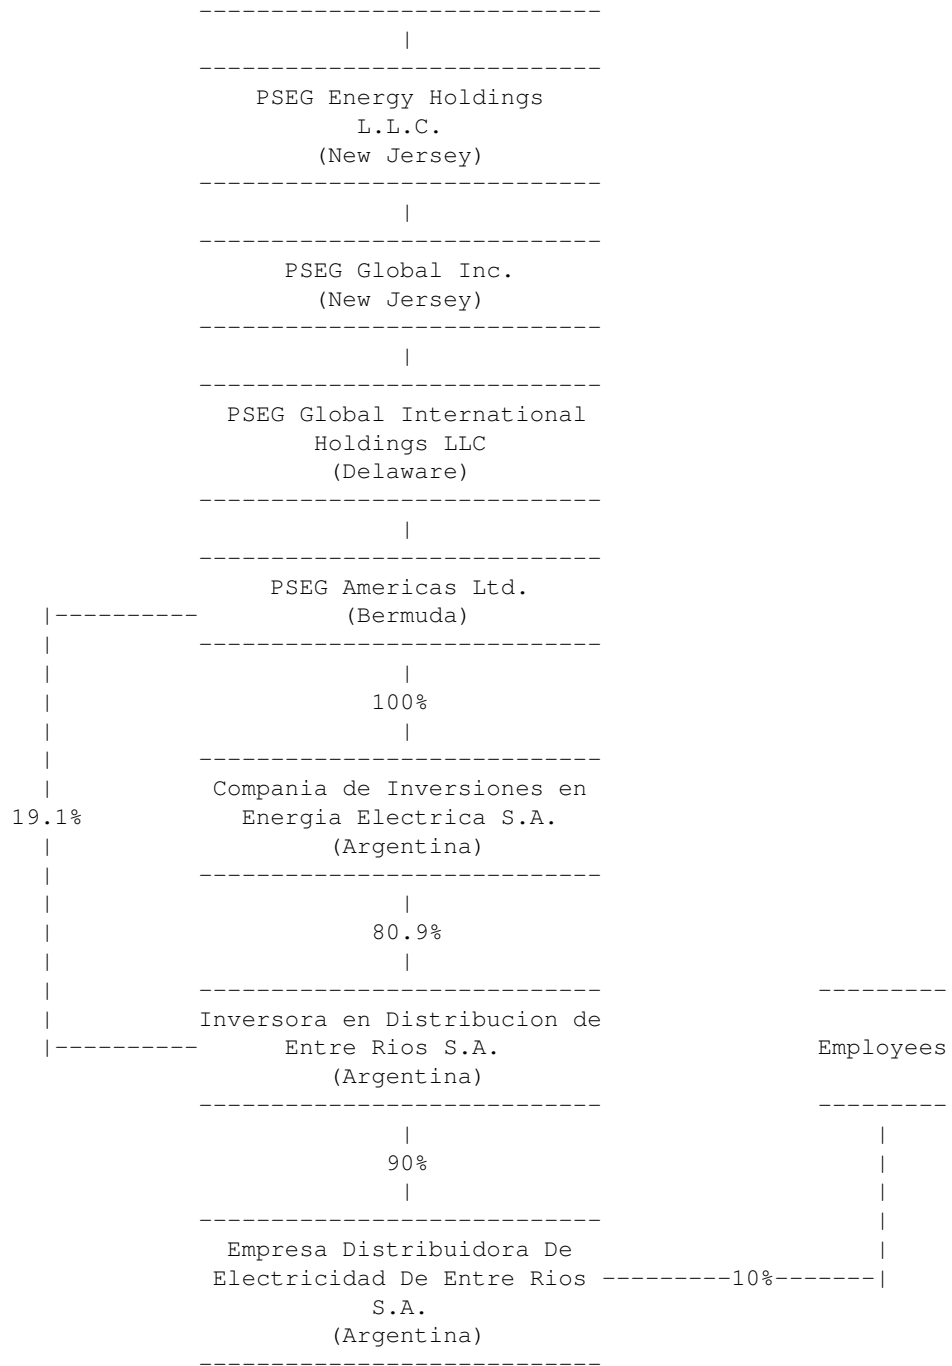 ----------------------------
|
----------------------------
PSEG Energy Holdings
L.L.C.
(New Jersey)
----------------------------
|
----------------------------
PSEG Global Inc.
(New Jersey)
----------------------------
|
----------------------------
PSEG Global International
Holdings LLC
(Delaware)
----------------------------
|
----------------------------
PSEG Americas Ltd.
|---------- (Bermuda)
| ----------------------------
| |
| 100%
| |
| ----------------------------
| Compania de Inversiones en
19.1% Energia Electrica S.A.
| (Argentina)
| ----------------------------
| |
| 80.9%
| |
| ---------------------------- ---------
| Inversora en Distribucion de
|---------- Entre Rios S.A. Employees
(Argentina)
---------------------------- ---------
| |
90% |
| |
---------------------------- |
Empresa Distribuidora De |
Electricidad De Entre Rios ---------10%-------|
S.A.
(Argentina)
----------------------------